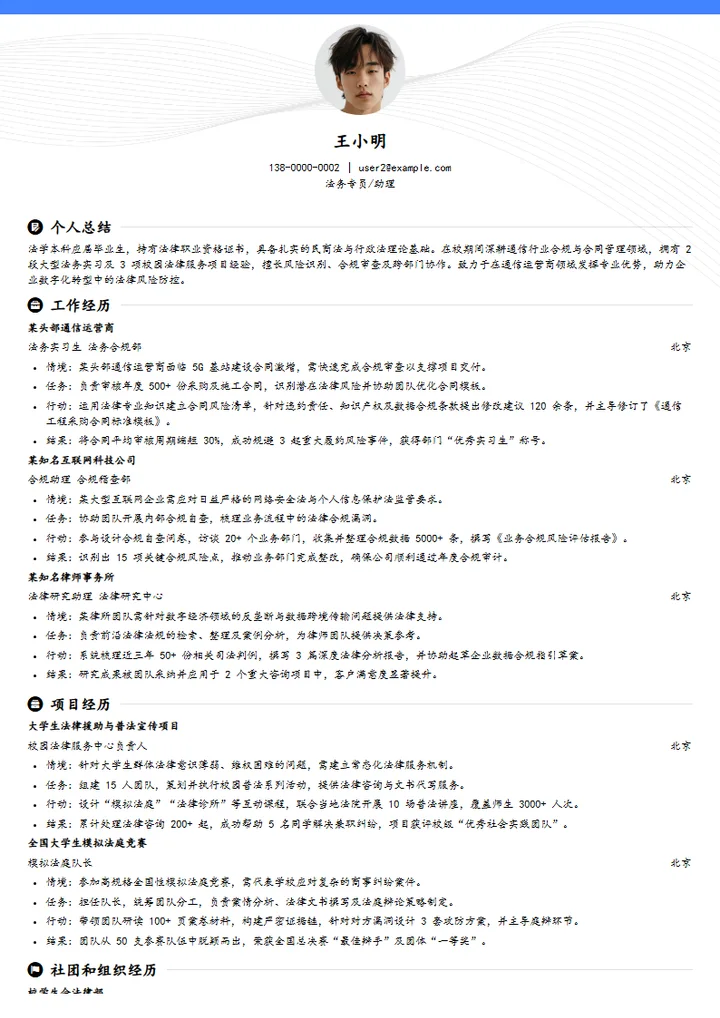 王小明
138-0000-0002 | user2@example.com
法务专员/助理
个人总结
法学本科应届毕业生，持有法律职业资格证书，具备扎实的民商法与行政法理论基础。在校期间深耕通信行业合规与合同管理领域，拥有 2
段大型法务实习及 3 项校园法律服务项目经验，擅长风险识别、合规审查及跨部门协作。致力于在通信运营商领域发挥专业优势，助力企
业数字化转型中的法律风险防控。
工作经历
某头部通信运营商
法务实习生 法务合规部 北京
• 情境：某头部通信运营商面临 5G 基站建设合同激增，需快速完成合规审查以支撑项目交付。
• 任务：负责审核年度 500+ 份采购及施工合同，识别潜在法律风险并协助团队优化合同模板。
• 行动：运用法律专业知识建立合同风险清单，针对违约责任、知识产权及数据合规条款提出修改建议 120 余条，并主导修订了《通信
工程采购合同标准模板》。
• 结果：将合同平均审核周期缩短 30%，成功规避 3 起重大履约风险事件，获得部门“优秀实习生”称号。
某知名互联网科技公司
合规助理 合规稽查部 北京
• 情境：某大型互联网企业需应对日益严格的网络安全法与个人信息保护法监管要求。
• 任务：协助团队开展内部合规自查，梳理业务流程中的法律合规漏洞。
• 行动：参与设计合规自查问卷，访谈 20+ 个业务部门，收集并整理合规数据 5000+ 条，撰写《业务合规风险评估报告》。
• 结果：识别出 15 项关键合规风险点，推动业务部门完成整改，确保公司顺利通过年度合规审计。
某知名律师事务所
法律研究助理 法律研究中心 北京
• 情境：某律所团队需针对数字经济领域的反垄断与数据跨境传输问题提供法律支持。
• 任务：负责前沿法律法规的检索、整理及案例分析，为律师团队提供决策参考。
• 行动：系统梳理近三年 50+ 份相关司法判例，撰写 3 篇深度法律分析报告，并协助起草企业数据合规指引草案。
• 结果：研究成果被团队采纳并应用于 2 个重大咨询项目中，客户满意度显著提升。
项目经历
大学生法律援助与普法宣传项目
校园法律服务中心负责人 北京
• 情境：针对大学生群体法律意识薄弱、维权困难的问题，需建立常态化法律服务机制。
• 任务：组建 15 人团队，策划并执行校园普法系列活动，提供法律咨询与文书代写服务。
• 行动：设计“模拟法庭”“法律诊所”等互动课程，联合当地法院开展 10 场普法讲座，覆盖师生 3000+ 人次。
• 结果：累计处理法律咨询 200+ 起，成功帮助 5 名同学解决兼职纠纷，项目获评校级“优秀社会实践团队”。
全国大学生模拟法庭竞赛
模拟法庭队长 北京
• 情境：参加高规格全国性模拟法庭竞赛，需代表学校应对复杂的商事纠纷案件。
• 任务：担任队长，统筹团队分工，负责案情分析、法律文书撰写及法庭辩论策略制定。
• 行动：带领团队研读 100+ 页案卷材料，构建严密证据链，针对对方漏洞设计 3 套攻防方案，并主导庭辩环节。
• 结果：团队从 50 支参赛队伍中脱颖而出，荣获全国总决赛“最佳辩手”及团体“一等奖”。
社团和组织经历
校学生会法律部